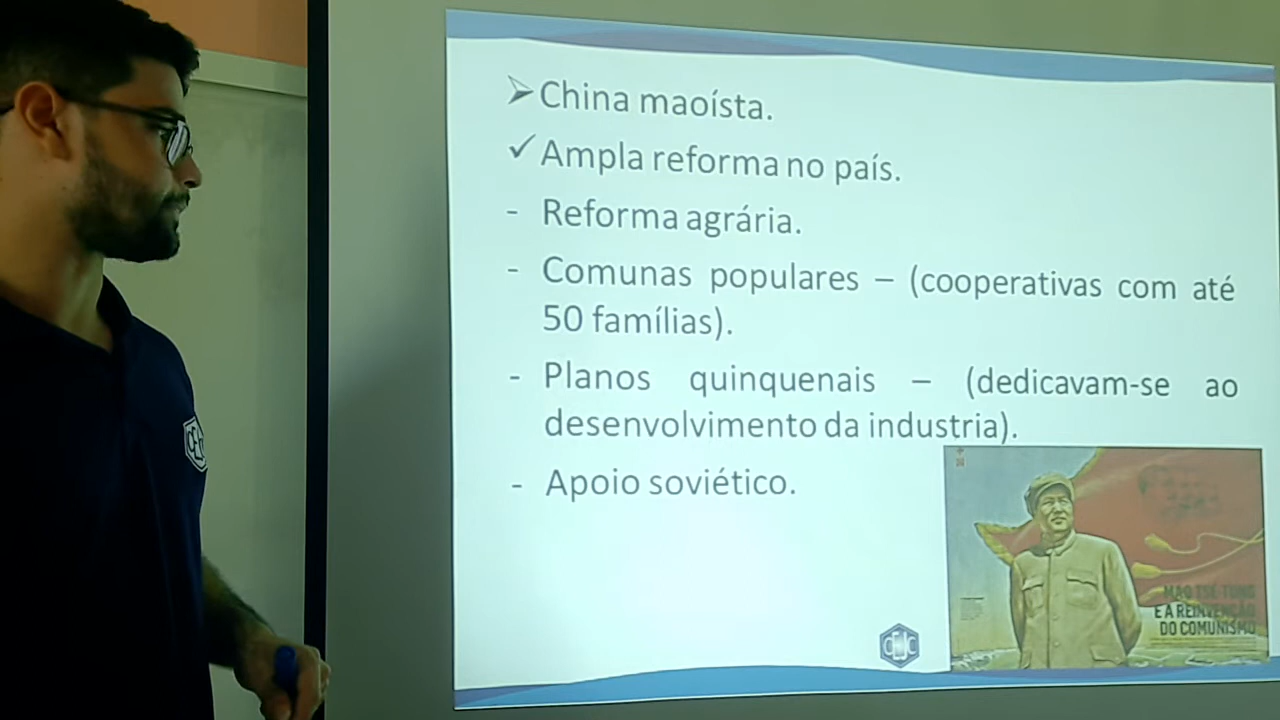 ➢ China maoísta.
✓ Ampla reforma no país.
- Reforma agrária.
- Comunas populares – (cooperativas com até
50 famílias).
- Planos quinquenais – (dedicavam-se ao
desenvolvimento da industria).
- Apoio soviético.
MAO TSÉ-TUNG
E A REINVENÇÃO
DO COMUNISMO